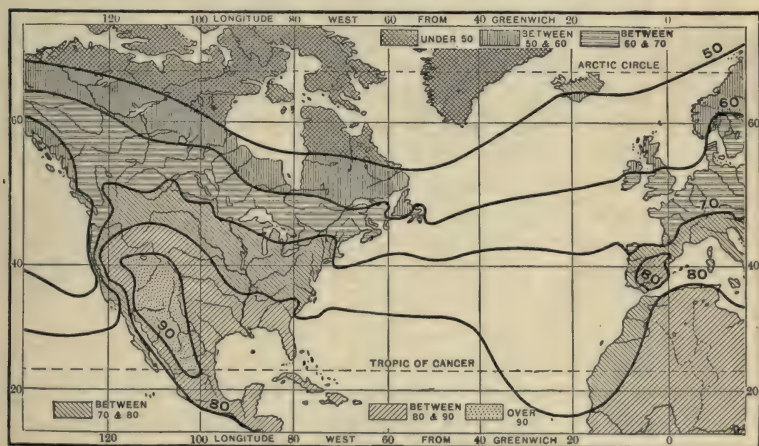 120 100 LONGITUDE 80 WEST 60 FROM 40 GREENWICH 20 0
UNDER 50
BETWEEN
50 & 60
BETWEEN
60 & 70
50
ARCTIC CIRCLE
60
60
60
70
40
40
80
80
90
TROPIC OF CANCER
20
20
BETWEEN
70 & 80
80
BETWEEN
80 & 90
OVER
90
120 100 LONGITUDE 80 WEST 60 FROM 40 GREENWICH 20 0